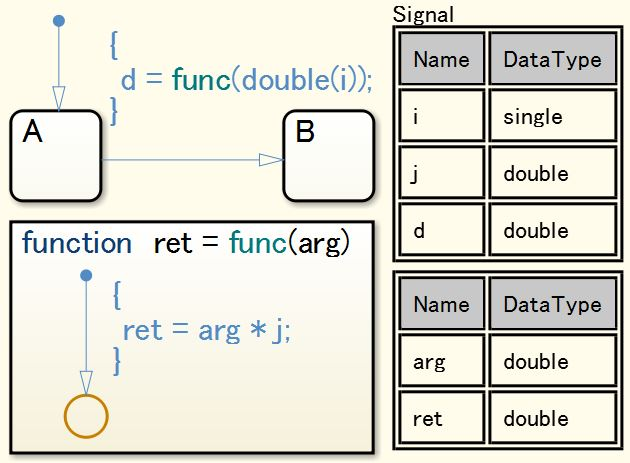 {
d = func(double(i));
}
A
B
function ret = func(arg)
{
ret = arg * j;
}
Signal
Name DataType
i single
j double
d double
Name DataType
arg double
ret double